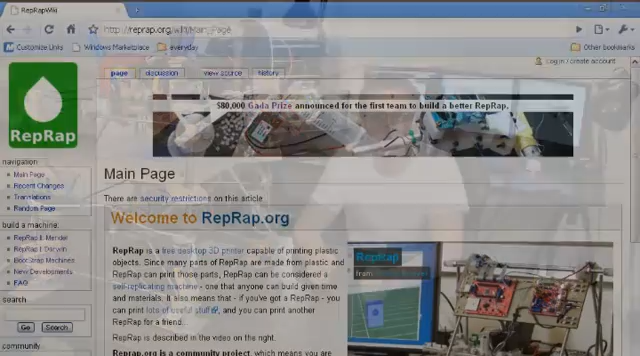 RepRapWiki
http://reprap.org/wiki/Main_Page
Customize Links
Windows Marketplace
everyday
Other bookmarks
Log in / create account
page
discussion
view source
history
RepRap
$80,000 Gada Prize announced for the first team to build a better RepRap.
navigation
Main Page
Recent Changes
Translations
Random Page
build a machine:
RepRap II: Mendel
RepRap I: Darwin
BootStrap Machines
New Developments
FAQ
search
Go
Search
community
Main Page
There are security restrictions on this article
Welcome to RepRap.org
RepRap is a free desktop 3D printer capable of printing plastic
objects. Since many parts of RepRap are made from plastic and
RepRap can print those parts, RepRap can be considered a
self-replicating machine - one that anyone can build given time
and materials. It also means that - if you've got a RepRap - you
can print lots of useful stuff, and you can print another
RepRap for a friend...
RepRap is described in the video on the right.
RepRap.org is a community project, which means you are
RepRap
from